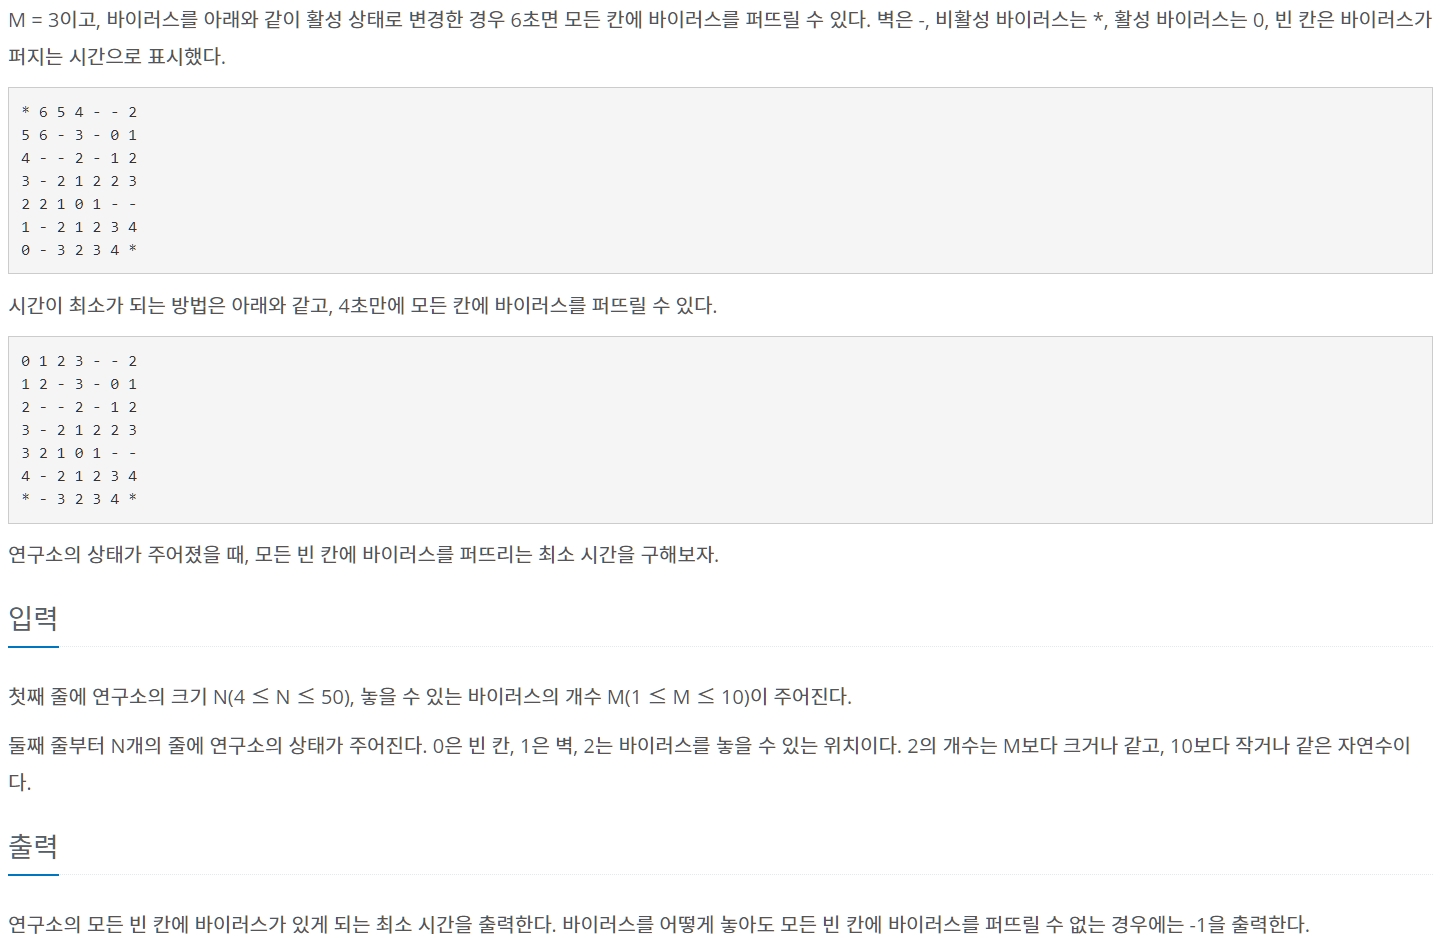 M = 3이고, 바이러스를 아래와 같이 활성 상태로 변경한 경우 6초면 모든 칸에 바이러스를 퍼뜨릴 수 있다. 벽은 -, 비활성 바이러스는 *, 활성 바이러스는 0, 빈 칸은 바이러스가
퍼지는 시간으로 표시했다.
* 6 5 4 - - 2
5 6 - 3 - 0 1
4 - - 2 - 1 2
3 - 2 1 2 2 3
2 2 1 0 1 - -
1 - 2 1 2 3 4
0 - 3 2 3 4 *
시간이 최소가 되는 방법은 아래와 같고, 4초만에 모든 칸에 바이러스를 퍼뜨릴 수 있다.
0 1 2 3 - - 2
1 2 - 3 - 0 1
2 - - 2 - 1 2
3 - 2 1 2 2 3
3 2 1 0 1 - -
4 - 2 1 2 3 4
* - 3 2 3 4 *
연구소의 상태가 주어졌을 때, 모든 빈 칸에 바이러스를 퍼뜨리는 최소 시간을 구해보자.
입력
첫째 줄에 연구소의 크기 N(4 ≤ N ≤ 50), 놓을 수 있는 바이러스의 개수 M(1 ≤ M ≤ 10)이 주어진다.
둘째 줄부터 N개의 줄에 연구소의 상태가 주어진다. 0은 빈 칸, 1은 벽, 2는 바이러스를 놓을 수 있는 위치이다. 2의 개수는 M보다 크거나 같고, 10보다 작거나 같은 자연수이
다.
출력
연구소의 모든 빈 칸에 바이러스가 있게 되는 최소 시간을 출력한다. 바이러스를 어떻게 놓아도 모든 빈 칸에 바이러스를 퍼뜨릴 수 없는 경우에는 -1을 출력한다.